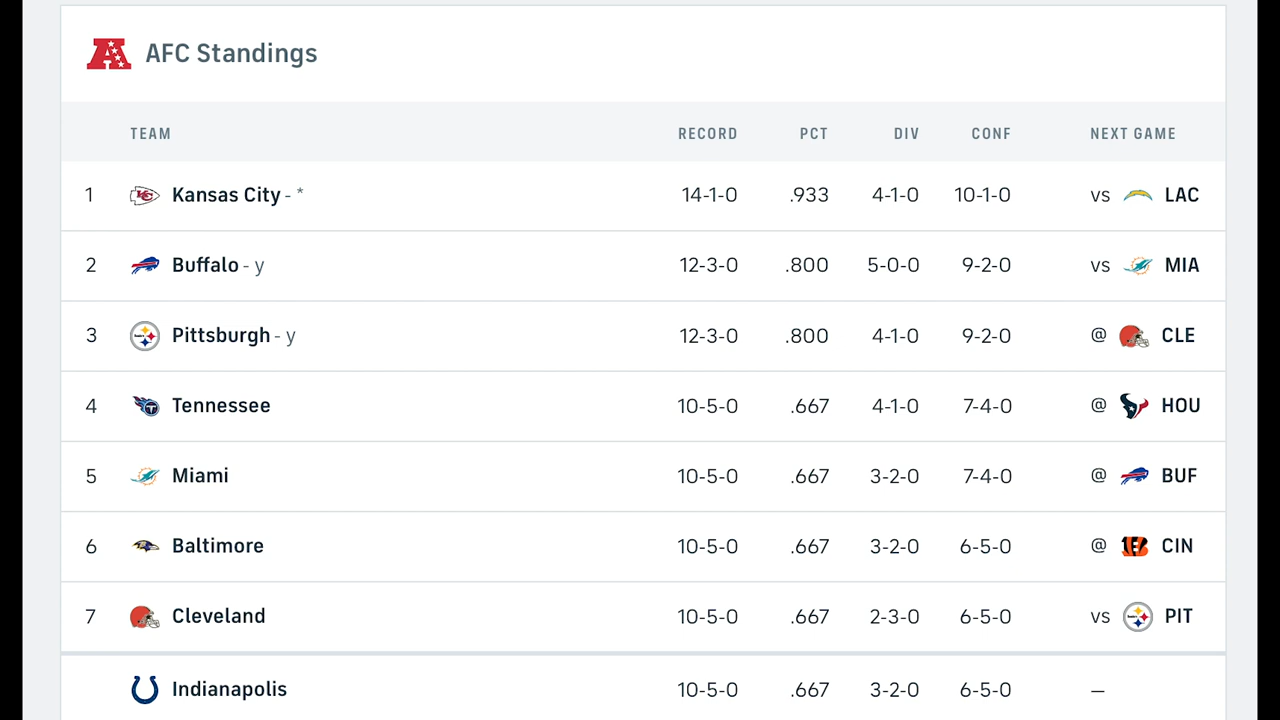 AFC Standings
TEAM RECORD PCT DIV CONF NEXT GAME
1 Kansas City - * 14-1-0 .933 4-1-0 10-1-0 vs LAC
2 Buffalo - y 12-3-0 .800 5-0-0 9-2-0 vs MIA
3 Pittsburgh - y 12-3-0 .800 4-1-0 9-2-0 @ CLE
4 Tennessee 10-5-0 .667 4-1-0 7-4-0 @ HOU
5 Miami 10-5-0 .667 3-2-0 7-4-0 @ BUF
6 Baltimore 10-5-0 .667 3-2-0 6-5-0 @ CIN
7 Cleveland 10-5-0 .667 2-3-0 6-5-0 vs PIT
Indianapolis 10-5-0 .667 3-2-0 6-5-0 –